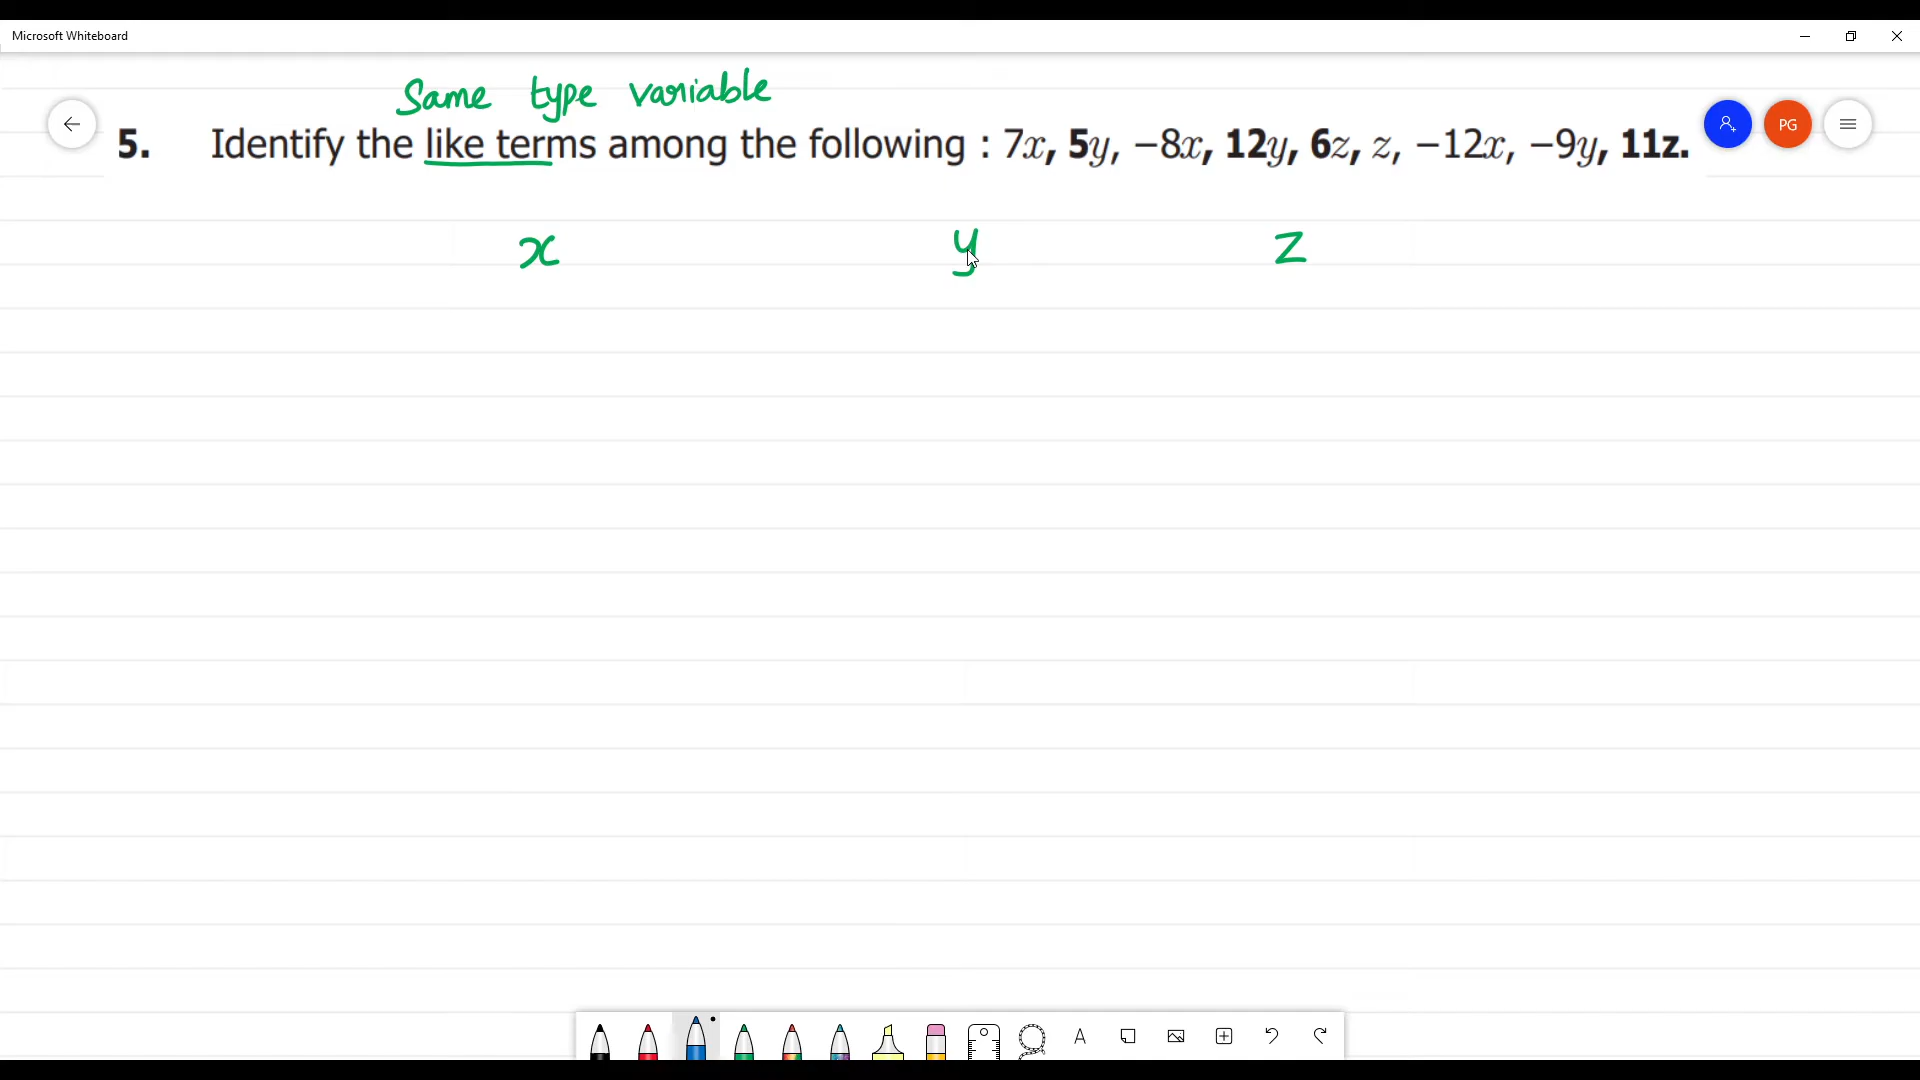 Microsoft Whiteboard
Same type variable
5. Identify the like terms among the following : 7x, 5y, −8x, 12y, 6z, z, −12x, −9y, 11z.
PG
x y z
A